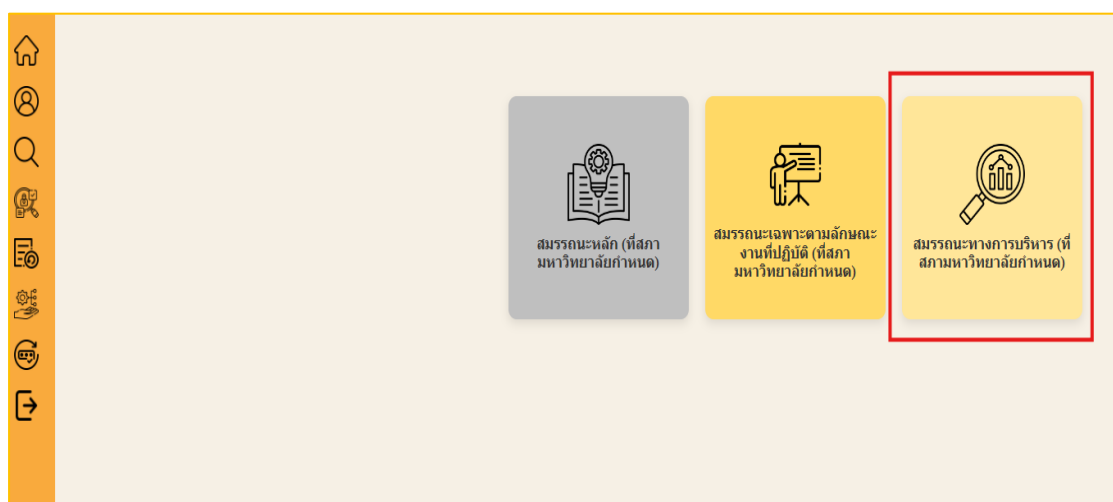 สมรรถนะหลัก (ที่สภา
มหาวิทยาลัยกำหนด)
สมรรถนะเฉพาะตามลักษณะ
งานที่ปฏิบัติ (ที่สภา
มหาวิทยาลัยกำหนด)
สมรรถนะทางการบริหาร (ที่
สภามหาวิทยาลัยกำหนด)